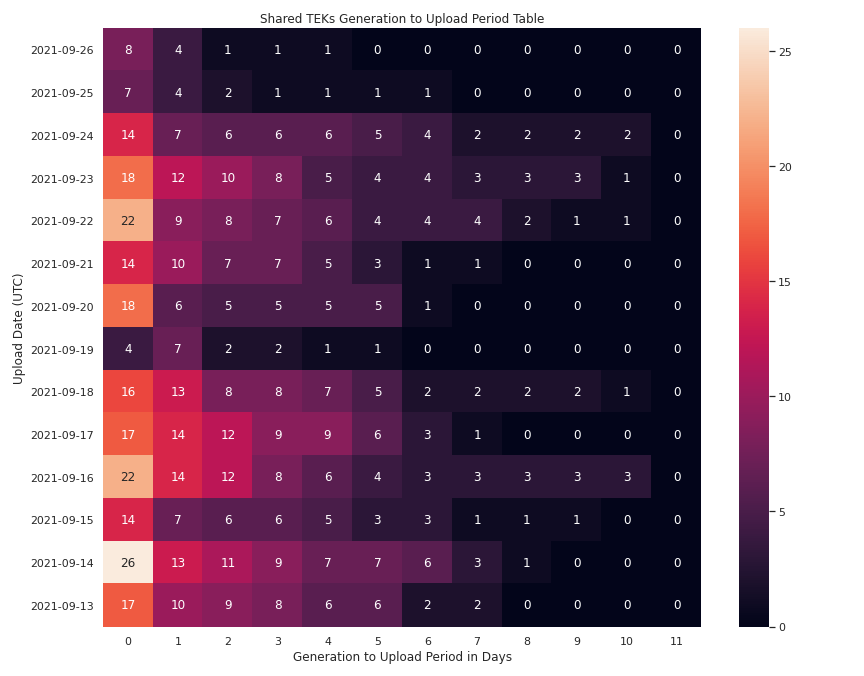 Shared TEKs Generation to Upload Period Table
Upload Date (UTC)
2021-09-26 8 4 1 1 1 0 0 0 0 0 0 0
2021-09-25 7 4 2 1 1 1 1 0 0 0 0 0
2021-09-24 14 7 6 6 6 5 4 2 2 2 2 0
2021-09-23 18 12 10 8 5 4 4 3 3 3 1 0
2021-09-22 22 9 8 7 6 4 4 4 2 1 1 0
2021-09-21 14 10 7 7 5 3 1 1 0 0 0 0
2021-09-20 18 6 5 5 5 5 1 0 0 0 0 0
2021-09-19 4 7 2 2 1 1 0 0 0 0 0 0
2021-09-18 16 13 8 8 7 5 2 2 2 2 1 0
2021-09-17 17 14 12 9 9 6 3 1 0 0 0 0
2021-09-16 22 14 12 8 6 4 3 3 3 3 3 0
2021-09-15 14 7 6 6 5 3 3 1 1 1 0 0
2021-09-14 26 13 11 9 7 7 6 3 1 0 0 0
2021-09-13 17 10 9 8 6 6 2 2 0 0 0 0
0 1 2 3 4 5 6 7 8 9 10 11
Generation to Upload Period in Days
25
20
15
10
5
0